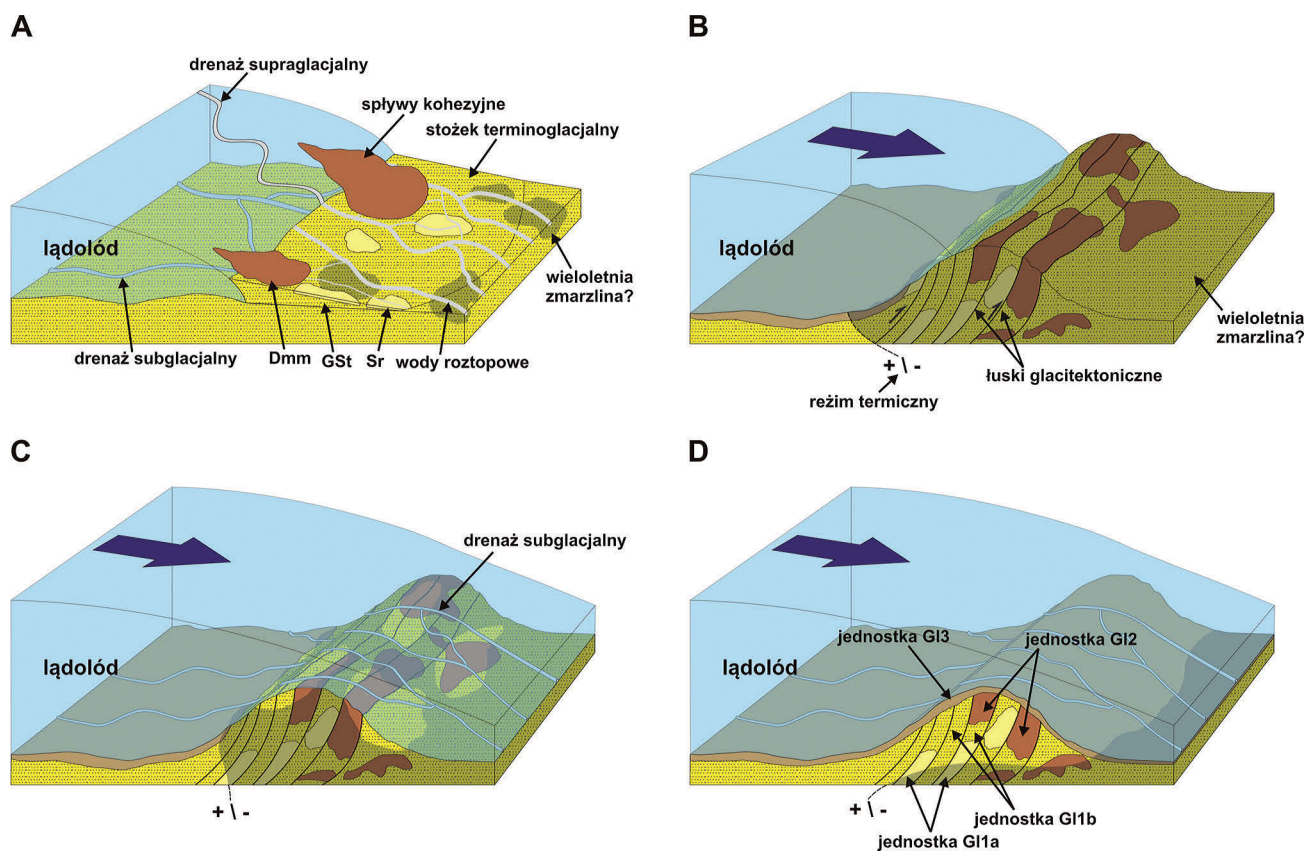 A
drenaż supraglacjalny
spływy kohezyjne
stożek terminoglacjalny
lądolód
wieloletnia
zmarzlina?
drenaż subglacjalny
Dmm
GSt
Sr
wody roztopowe
B
lądolód
wieloletnia
zmarzlina?
+ \ -
łuski glacitektoniczne
reżim termiczny
C
drenaż subglacjalny
lądolód
+ \ -
D
jednostka Gl3
jednostka Gl2
lądolód
+ \ -
jednostka Gl1b
jednostka Gl1a